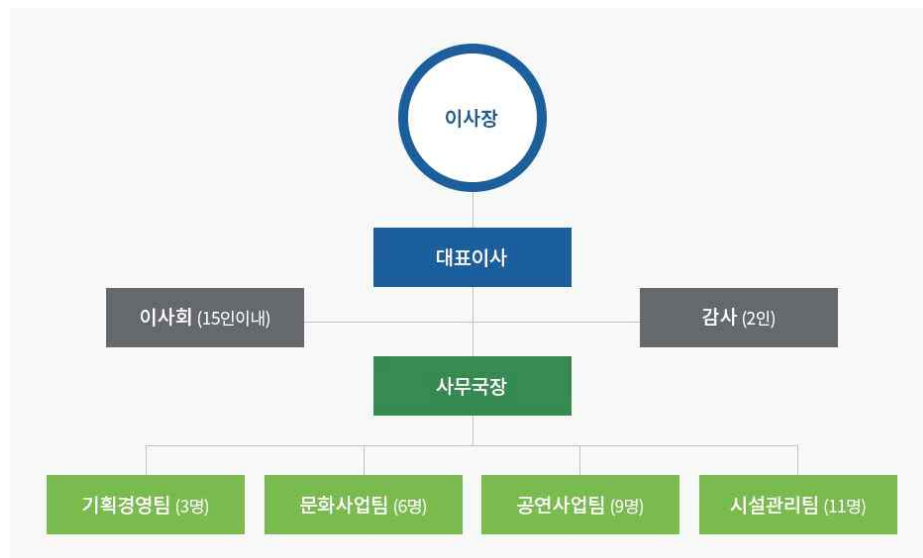 이사장
대표이사
이사회 (15인이내)
감사 (2인)
사무국장
기획경영팀 (3명)
문화사업팀 (6명)
공연사업팀 (9명)
시설관리팀 (11명)